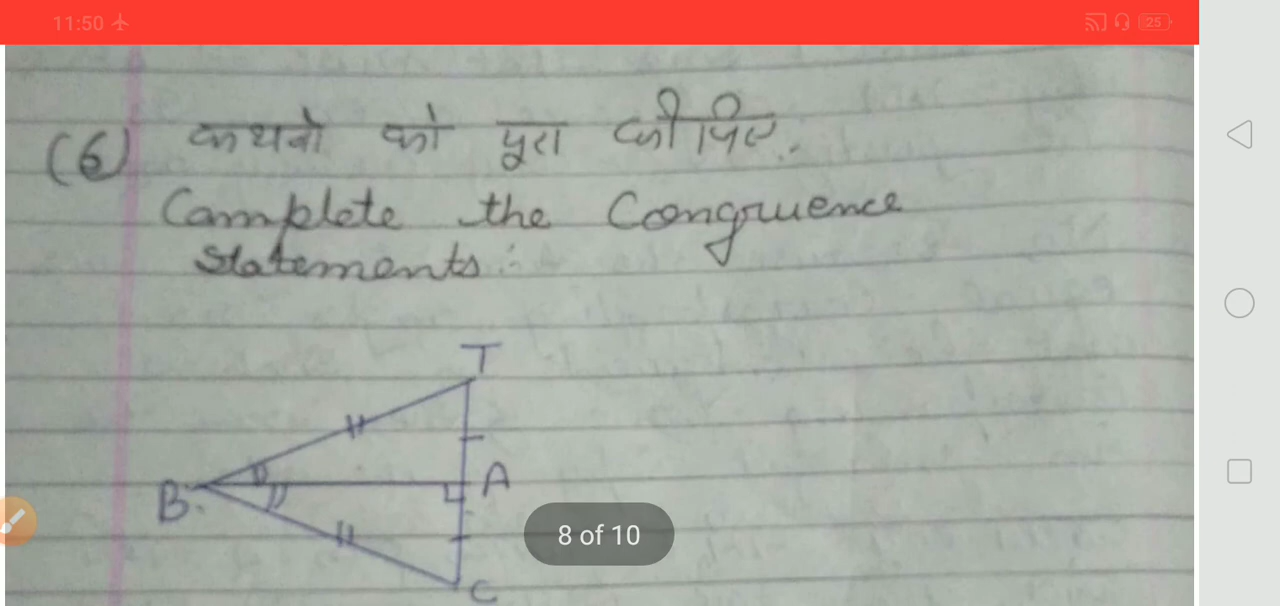 11:50
25
(6) कथनो को पूरा कीजिए.
Complete the Congruence
Statements:
T
B.
A
C
8 of 10